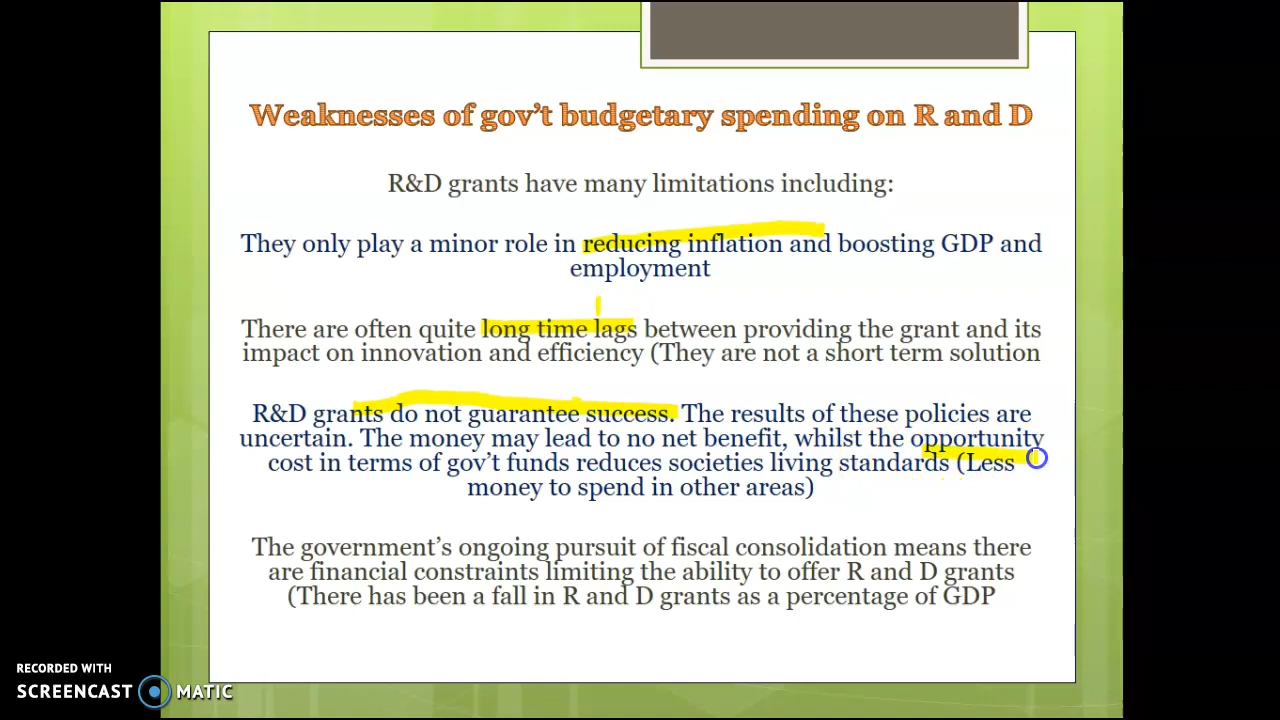 Weaknesses of gov't budgetary spending on R and D
R&D grants have many limitations including:
They only play a minor role in reducing inflation and boosting GDP and
employment
There are often quite long time lags between providing the grant and its
impact on innovation and efficiency (They are not a short term solution
R&D grants do not guarantee success. The results of these policies are
uncertain. The money may lead to no net benefit, whilst the opportunity
cost in terms of gov't funds reduces societies living standards (Less
money to spend in other areas)
The government's ongoing pursuit of fiscal consolidation means there
are financial constraints limiting the ability to offer R and D grants
(There has been a fall in R and D grants as a percentage of GDP
RECORDED WITH
SCREENCAST MATIC